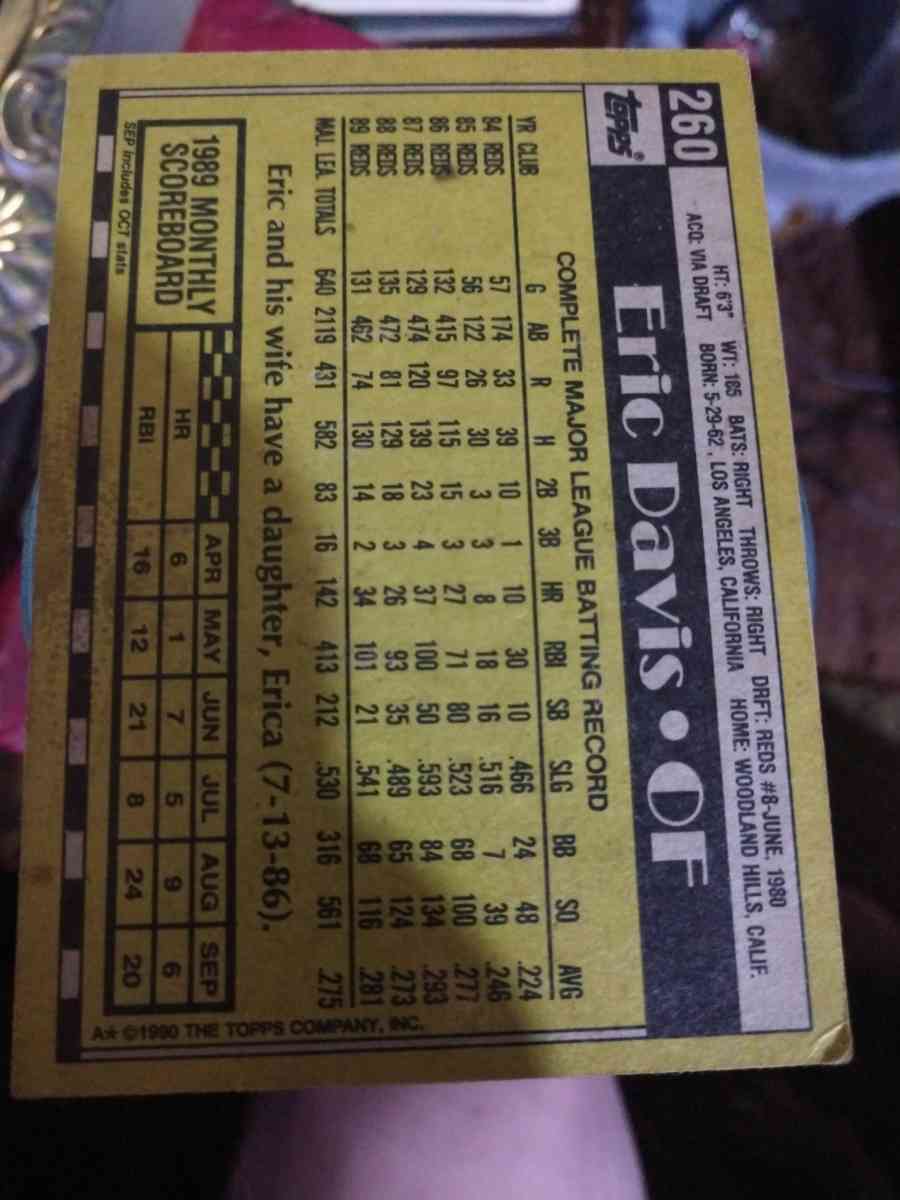 260
HT: 6'3" WT: 185 BATS: RIGHT THROWS: RIGHT DRFT: REDS #8-JUNE, 1980
ACQ: VIA DRAFT BORN: 5-29-62, LOS ANGELES, CALIFORNIA HOME: WOODLAND HILLS, CALIF.
Topps® Eric Davis • OF
COMPLETE MAJOR LEAGUE BATTING RECORD
YR CLUB G AB R H 2B 3B HR RBI SB SLG BB SO AVG
84 REDS 57 174 33 39 10 1 10 30 10 .466 24 48 .224
85 REDS 56 122 26 30 3 3 8 18 16 .516 7 39 .246
86 REDS 132 415 97 115 15 3 27 71 80 .523 68 100 .277
87 REDS 129 474 120 139 23 4 37 100 50 .593 84 134 .293
88 REDS 135 472 81 129 18 3 26 93 35 .489 65 124 .273
89 REDS 131 462 74 130 14 2 34 101 21 .541 68 116 .281
MAJ. LEA. TOTALS 640 2119 431 582 83 16 142 413 212 .530 316 561 .275
Eric and his wife have a daughter, Erica (7-13-86).
1989 MONTHLY SCOREBOARD
APR MAY JUN JUL AUG SEP
HR 6 1 7 5 9 6
RBI 16 12 21 8 24 20
SEP includes OCT stats
A* ©1990 THE TOPPS COMPANY, INC.